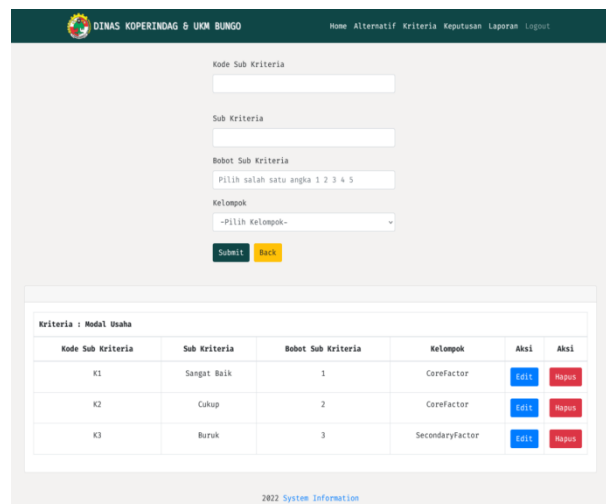 DINAS KOPERINDAG & UKM BUNGO Home Alternatif Kriteria Keputusan Laporan Logout
Kode Sub Kriteria
Sub Kriteria
Bobot Sub Kriteria
Pilih salah satu angka 1 2 3 4 5
Kelompok
-Pilih Kelompok-
Submit Back
Kriteria : Modal Usaha
Kode Sub Kriteria Sub Kriteria Bobot Sub Kriteria Kelompok Aksi Aksi
K1 Sangat Baik 1 CoreFactor Edit Hapus
K2 Cukup 2 CoreFactor Edit Hapus
K3 Buruk 3 SecondaryFactor Edit Hapus
2022 System Information